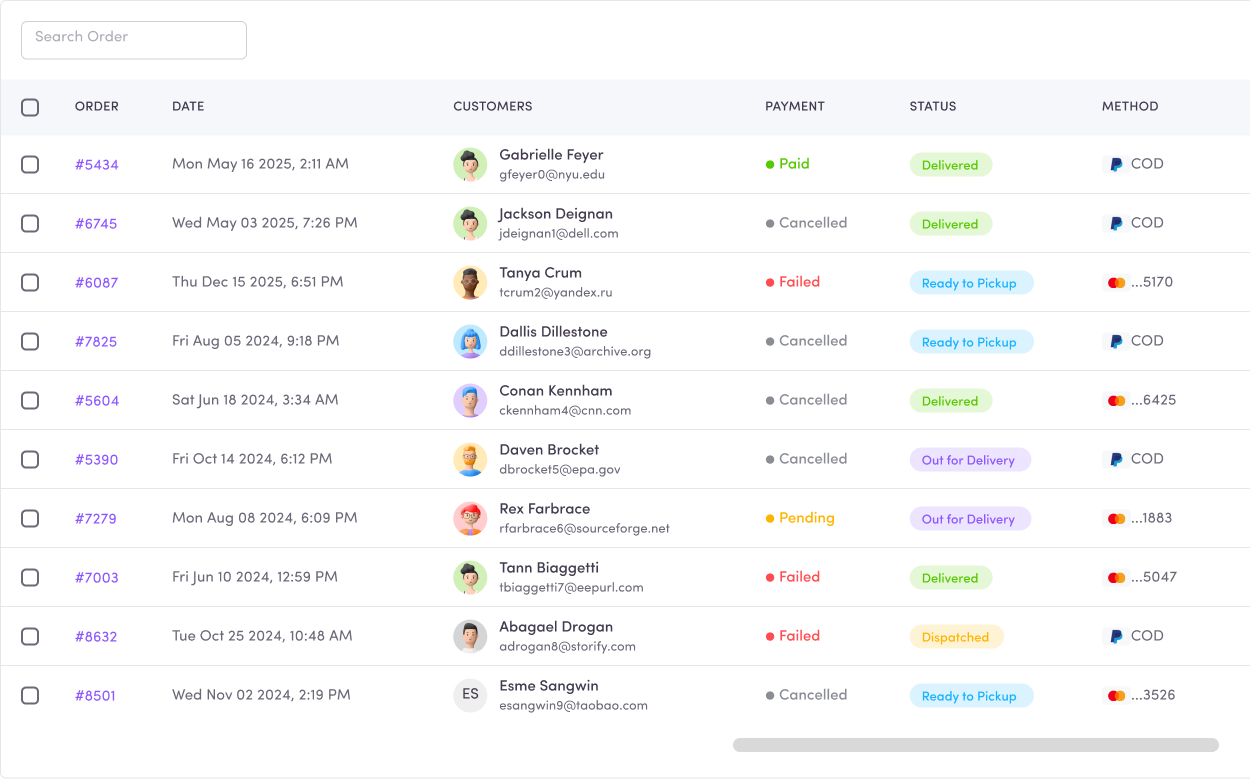 Search Order
ORDER DATE CUSTOMERS PAYMENT STATUS METHOD
#5434 Mon May 16 2025, 2:11 AM Gabrielle Feyer Paid Delivered COD
gfeyer0@nyu.edu
#6745 Wed May 03 2025, 7:26 PM Jackson Deignan Cancelled Delivered COD
jdeignan1@dell.com
#6087 Thu Dec 15 2025, 6:51 PM Tanya Crum Failed Ready to Pickup ...5170
tcrum2@yandex.ru
#7825 Fri Aug 05 2024, 9:18 PM Dallis Dillestone Cancelled Ready to Pickup COD
ddillestone3@archive.org
#5604 Sat Jun 18 2024, 3:34 AM Conan Kennham Cancelled Delivered ...6425
ckennham4@cnn.com
#5390 Fri Oct 14 2024, 6:12 PM Daven Brocket Cancelled Out for Delivery COD
dbrocket5@epa.gov
#7279 Mon Aug 08 2024, 6:09 PM Rex Farbrace Pending Out for Delivery ...1883
rfarbrace6@sourceforge.net
#7003 Fri Jun 10 2024, 12:59 PM Tann Biaggetti Failed Delivered ...5047
tbiaggetti7@eepurl.com
#8632 Tue Oct 25 2024, 10:48 AM Abagael Drogan Failed Dispatched COD
adrogan8@storify.com
#8501 Wed Nov 02 2024, 2:19 PM ES Esme Sangwin Cancelled Ready to Pickup ...3526
esangwin9@taobao.com